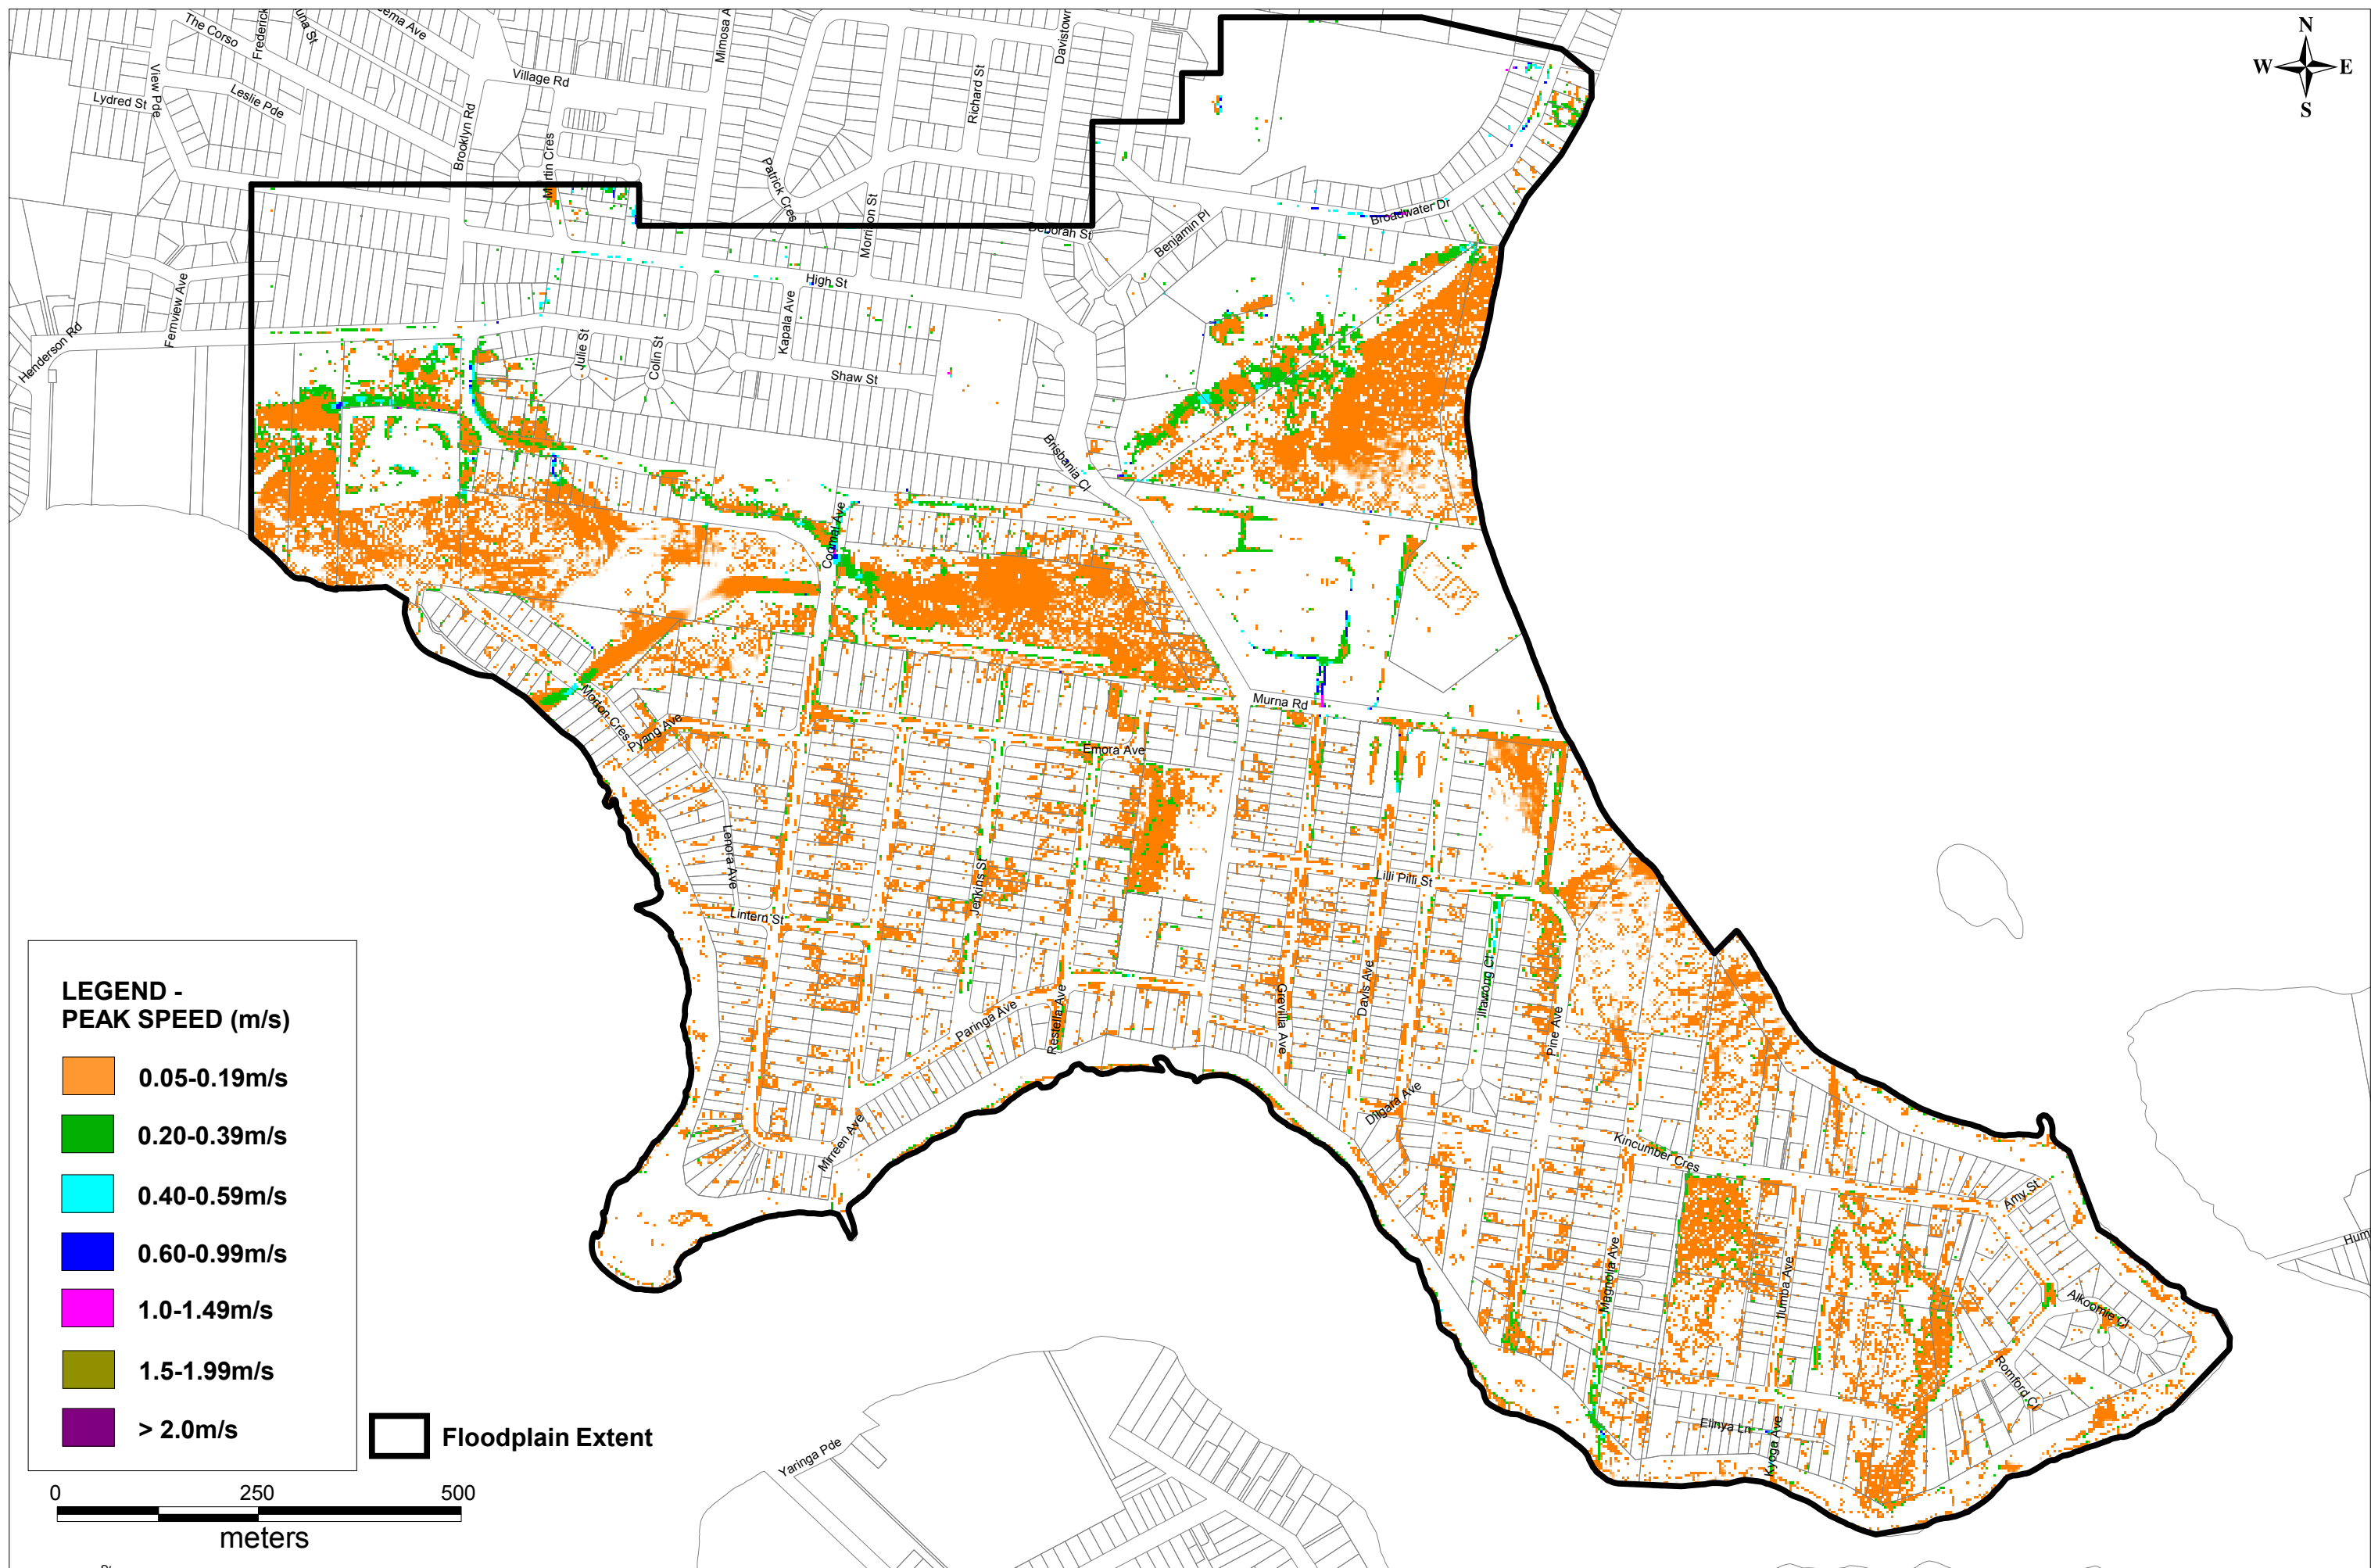 The Corso
Frederick
Mimosa A
Davistown
N
W
E
S
View Pde
Lydred St
Leslie Pde
Village Rd
Richard St
Brooklyn Rd
Patrick Cres
Morrison St
Deborah St
Benjamin Pl
Broadwater Dr
Fernview Ave
Henderson Rd
High St
Kapala Ave
Julie St
Colin St
Shaw St
Brisbania Cl
Coomal Ave
Morton Cres
Pyang Ave
Murna Rd
Emora Ave
Lenora Ave
Jenkins St
Lintern St
Lilli Pilli St
Illawong Cl
Davis Ave
Grevillia Ave
Pine Ave
Paringa Ave
Restella Ave
Mirreen Ave
Dilgara Ave
Kincumber Cres
Amy St
Magnolia Ave
Ilumba Ave
Alkoomie Cl
Romford Cl
Elinya Ln
Kyoga Ave
Hum
Yaringa Pde
LEGEND -
PEAK SPEED (m/s)
0.05-0.19m/s
0.20-0.39m/s
0.40-0.59m/s
0.60-0.99m/s
1.0-1.49m/s
1.5-1.99m/s
> 2.0m/s
Floodplain Extent
0 250 500
meters